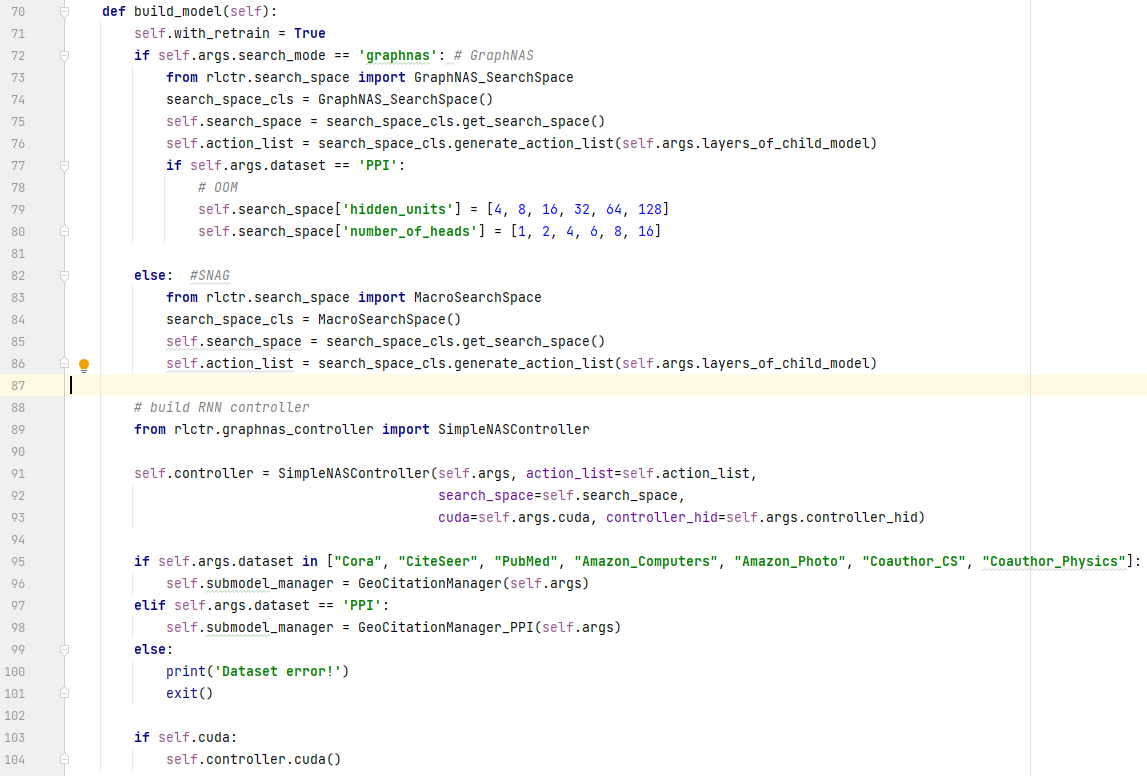 70 def build_model(self):
71 self.with_retrain = True
72 if self.args.search_mode == 'graphnas': # GraphNAS
73 from rlctr.search_space import GraphNAS_SearchSpace
74 search_space_cls = GraphNAS_SearchSpace()
75 self.search_space = search_space_cls.get_search_space()
76 self.action_list = search_space_cls.generate_action_list(self.args.layers_of_child_model)
77 if self.args.dataset == 'PPI':
78 # OOM
79 self.search_space['hidden_units'] = [4, 8, 16, 32, 64, 128]
80 self.search_space['number_of_heads'] = [1, 2, 4, 6, 8, 16]
81
82 else: #SNAG
83 from rlctr.search_space import MacroSearchSpace
84 search_space_cls = MacroSearchSpace()
85 self.search_space = search_space_cls.get_search_space()
86 self.action_list = search_space_cls.generate_action_list(self.args.layers_of_child_model)
87
88 # build RNN controller
89 from rlctr.graphnas_controller import SimpleNASController
90
91 self.controller = SimpleNASController(self.args, action_list=self.action_list,
92 search_space=self.search_space,
93 cuda=self.args.cuda, controller_hid=self.args.controller_hid)
94
95 if self.args.dataset in ["Cora", "CiteSeer", "PubMed", "Amazon_Computers", "Amazon_Photo", "Coauthor_CS", "Coauthor_Physics"]:
96 self.submodel_manager = GeoCitationManager(self.args)
97 elif self.args.dataset == 'PPI':
98 self.submodel_manager = GeoCitationManager_PPI(self.args)
99 else:
100 print('Dataset error!')
101 exit()
102
103 if self.cuda:
104 self.controller.cuda()